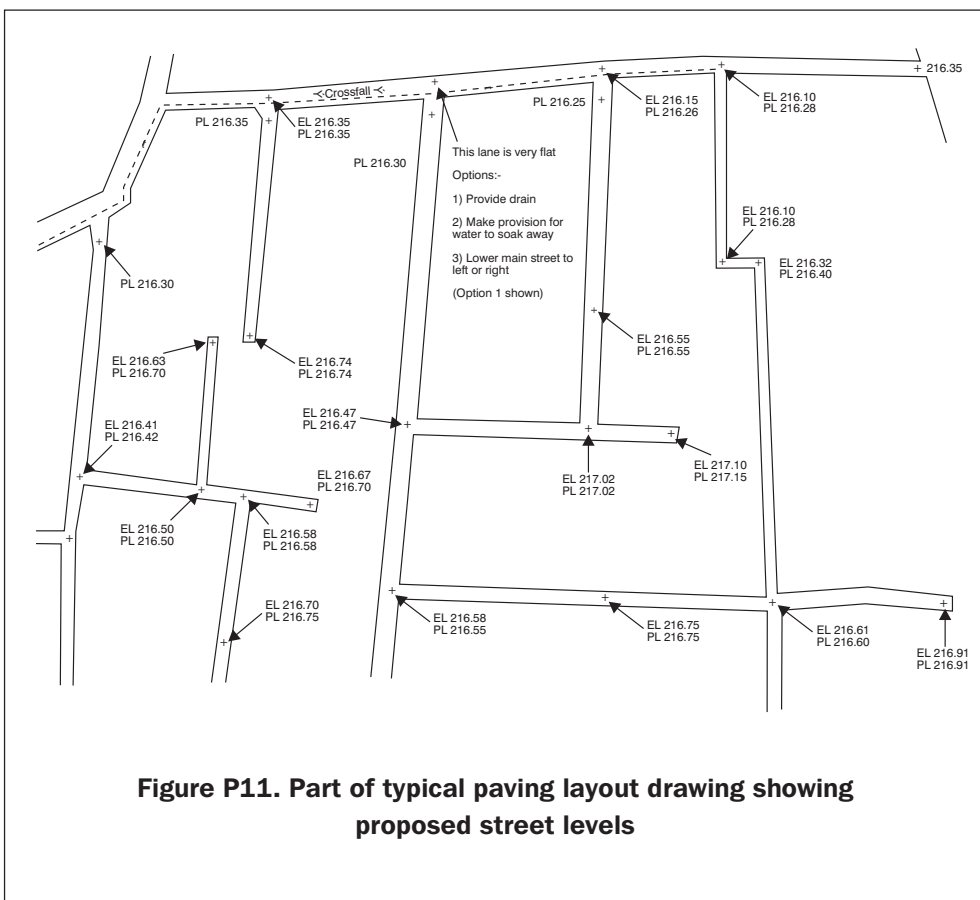 216.35
Crossfall
PL 216.35
EL 216.35
PL 216.35
PL 216.25
EL 216.15
PL 216.26
EL 216.10
PL 216.28
PL 216.30
This lane is very flat
Options:-
1) Provide drain
2) Make provision for
water to soak away
3) Lower main street to
left or right
(Option 1 shown)
EL 216.10
PL 216.28
EL 216.32
PL 216.40
PL 216.30
EL 216.63
PL 216.70
EL 216.74
PL 216.74
EL 216.55
PL 216.55
EL 216.41
PL 216.42
EL 216.47
PL 216.47
EL 216.67
PL 216.70
EL 217.02
PL 217.02
EL 217.10
PL 217.15
EL 216.50
PL 216.50
EL 216.58
PL 216.58
EL 216.70
PL 216.75
EL 216.58
PL 216.55
EL 216.75
PL 216.75
EL 216.61
PL 216.60
EL 216.91
PL 216.91
Figure P11. Part of typical paving layout drawing showing
proposed street levels